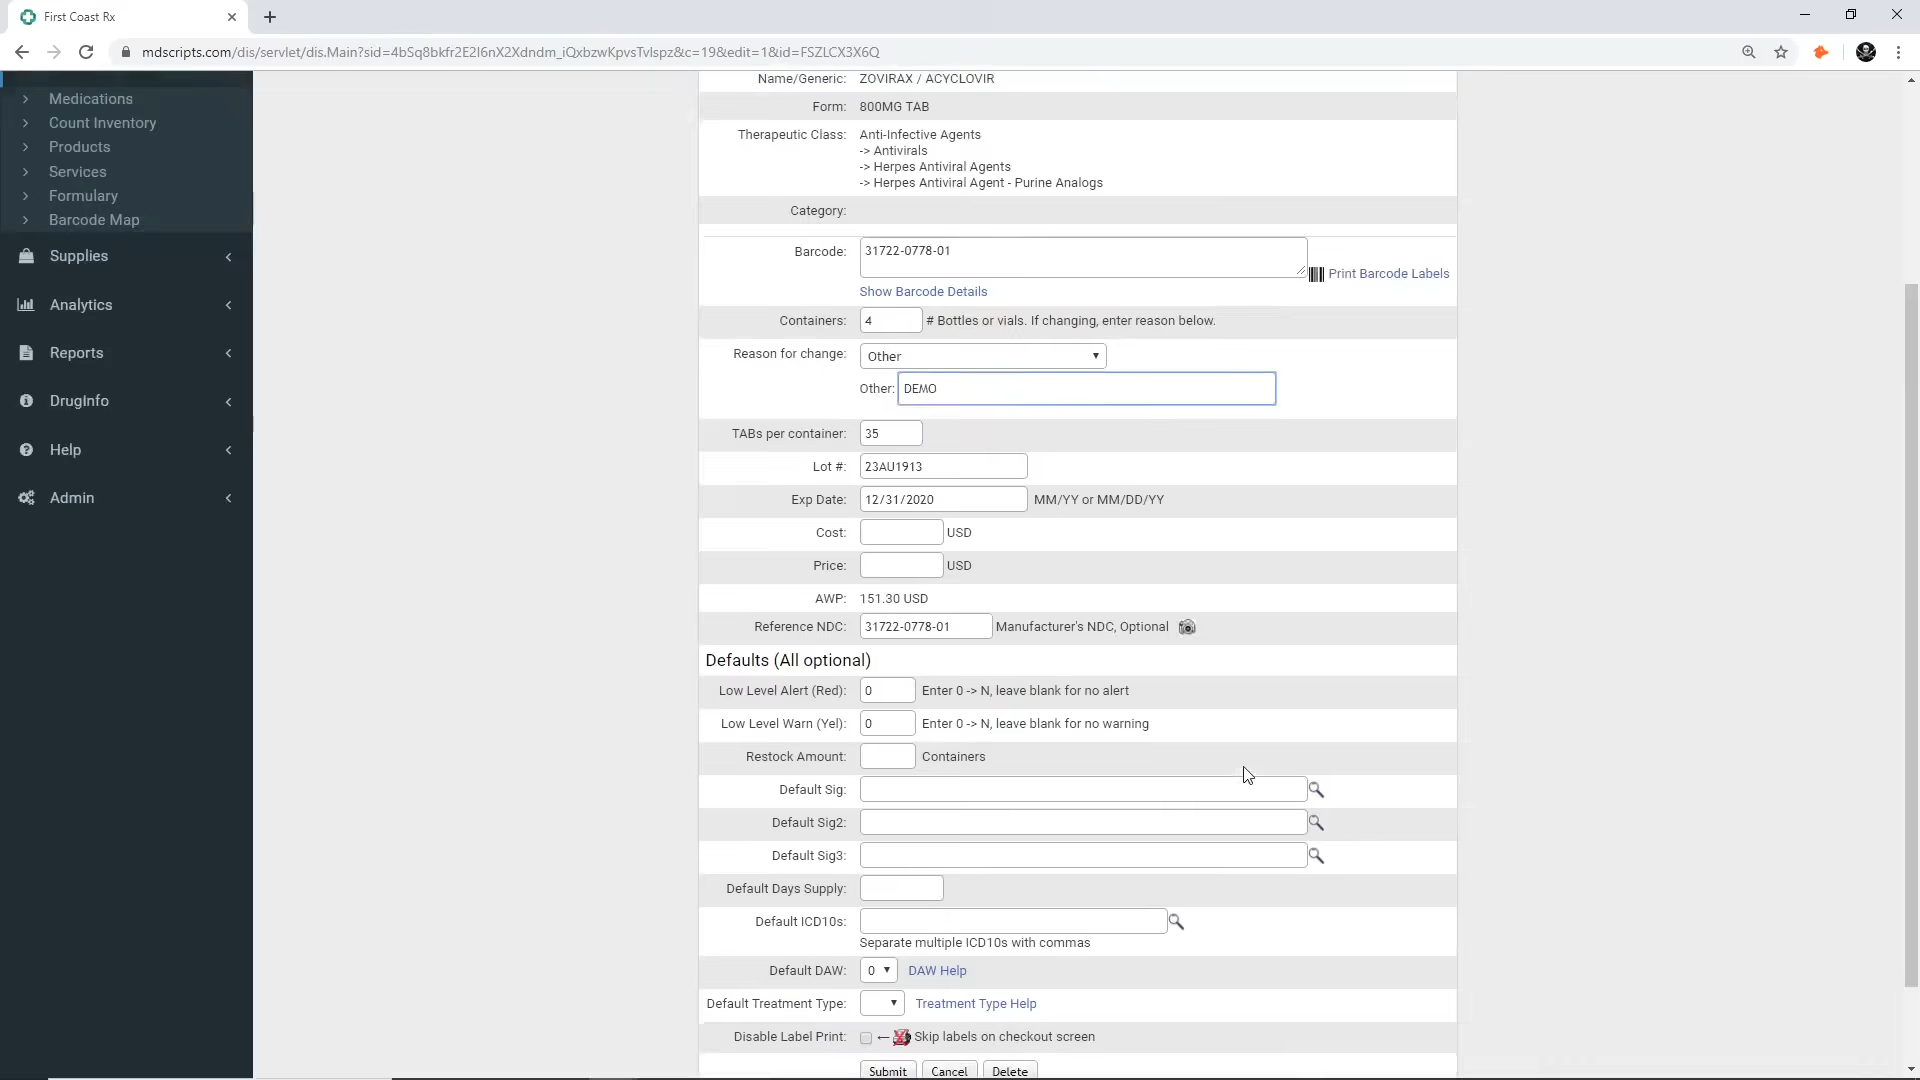 First Coast Rx
mdscripts.com/dis/servlet/dis.Main?sid=4bSq8bkfr2E2I6nX2Xdndm_iQxbzwKpvsTvlspz&c=19&edit=1&id=FSZLCX3X6Q
Medications
Count Inventory
Products
Services
Formulary
Barcode Map
Supplies
Analytics
Reports
DrugInfo
Help
Admin
Name/Generic: ZOVIRAX / ACYCLOVIR
Form: 800MG TAB
Therapeutic Class: Anti-Infective Agents
-> Antivirals
-> Herpes Antiviral Agents
-> Herpes Antiviral Agent - Purine Analogs
Category:
Barcode: 31722-0778-01
Print Barcode Labels
Show Barcode Details
Containers: 4 # Bottles or vials. If changing, enter reason below.
Reason for change: Other
Other: DEMO
TABs per container: 35
Lot #: 23AU1913
Exp Date: 12/31/2020 MM/YY or MM/DD/YY
Cost: USD
Price: USD
AWP: 151.30 USD
Reference NDC: 31722-0778-01 Manufacturer's NDC, Optional
Defaults (All optional)
Low Level Alert (Red): 0 Enter 0 -> N, leave blank for no alert
Low Level Warn (Yel): 0 Enter 0 -> N, leave blank for no warning
Restock Amount: Containers
Default Sig:
Default Sig2:
Default Sig3:
Default Days Supply:
Default ICD10s:
Separate multiple ICD10s with commas
Default DAW: 0 DAW Help
Default Treatment Type: Treatment Type Help
Disable Label Print: Skip labels on checkout screen
Submit Cancel Delete